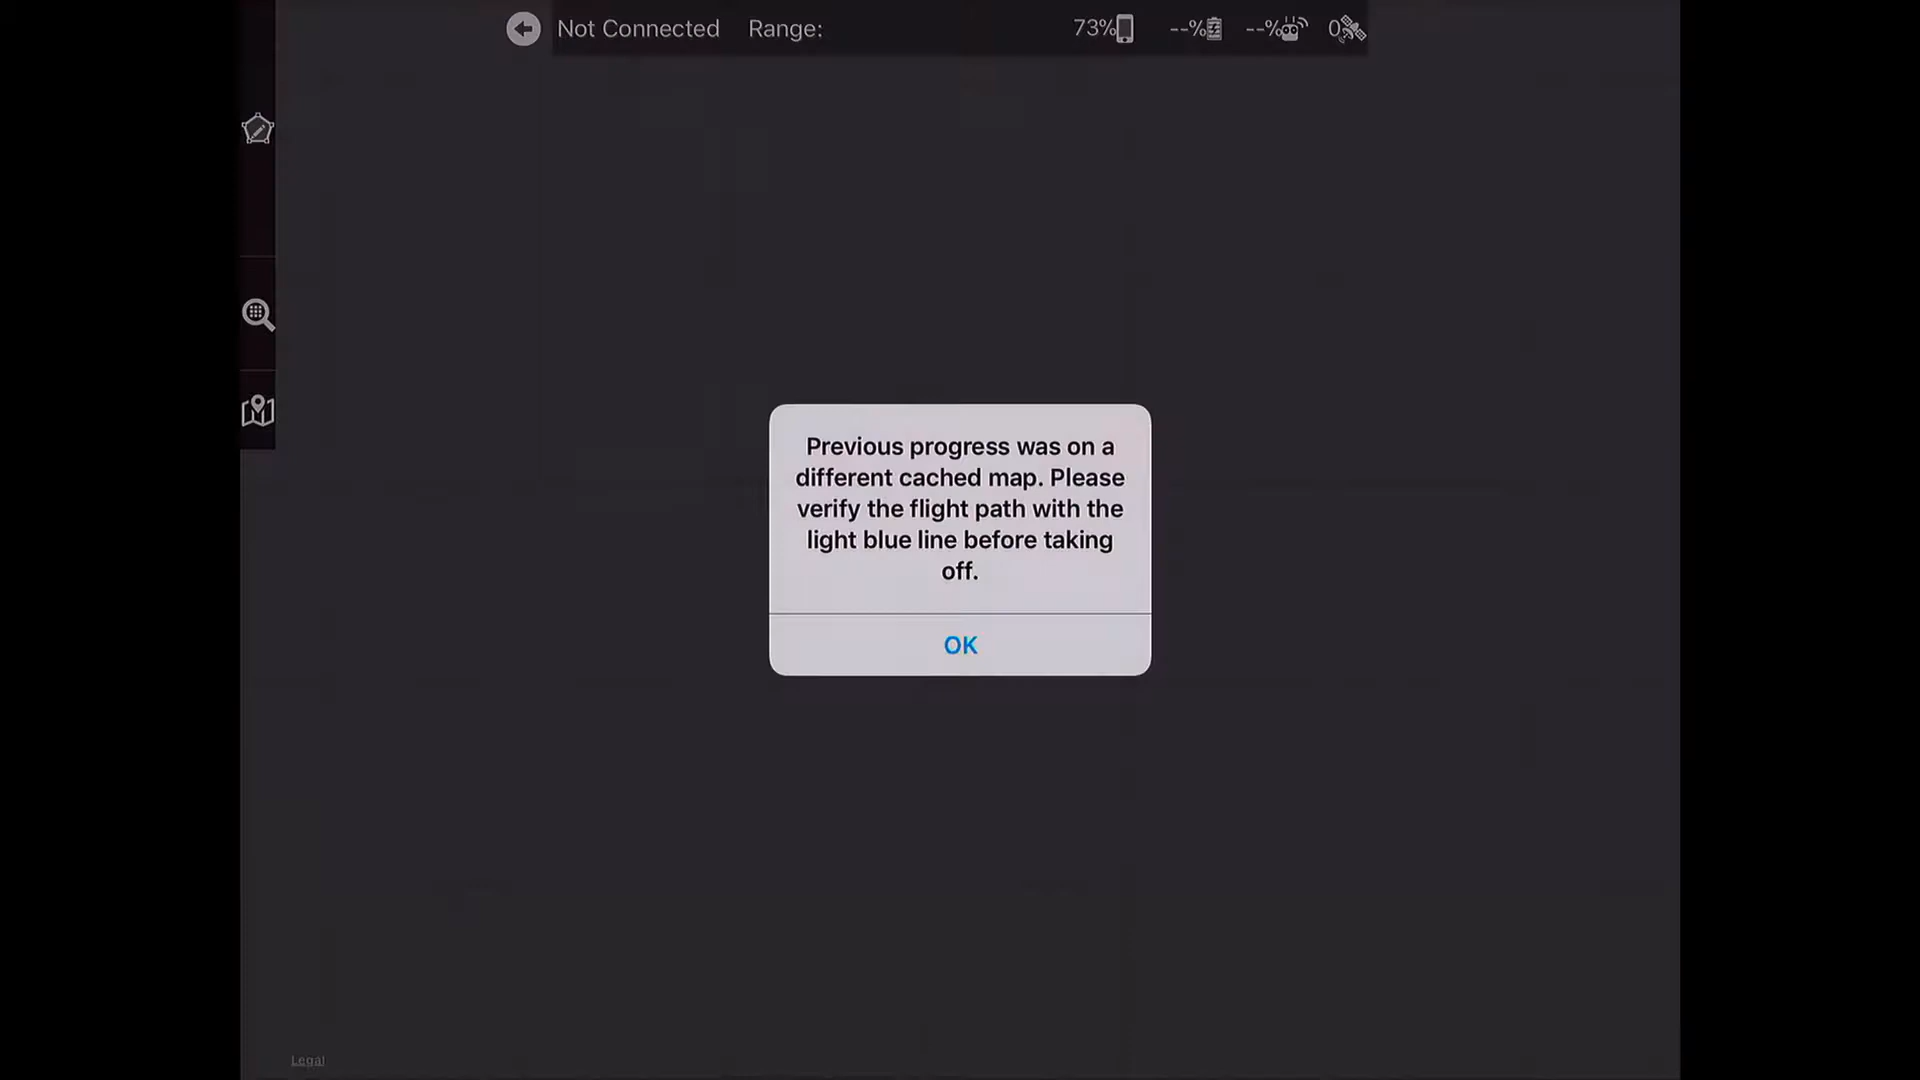 Not Connected Range: 73% --% --% 0
Previous progress was on a
different cached map. Please
verify the flight path with the
light blue line before taking
off.
OK
Legal